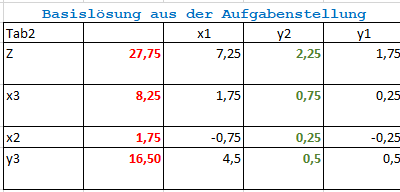 Basislösung aus der Aufgabenstellung
Tab2 x1 y2 y1
Z 27,75 7,25 2,25 1,75
x3 8,25 1,75 0,75 0,25
x2 1,75 -0,75 0,25 -0,25
y3 16,50 4,5 0,5 0,5